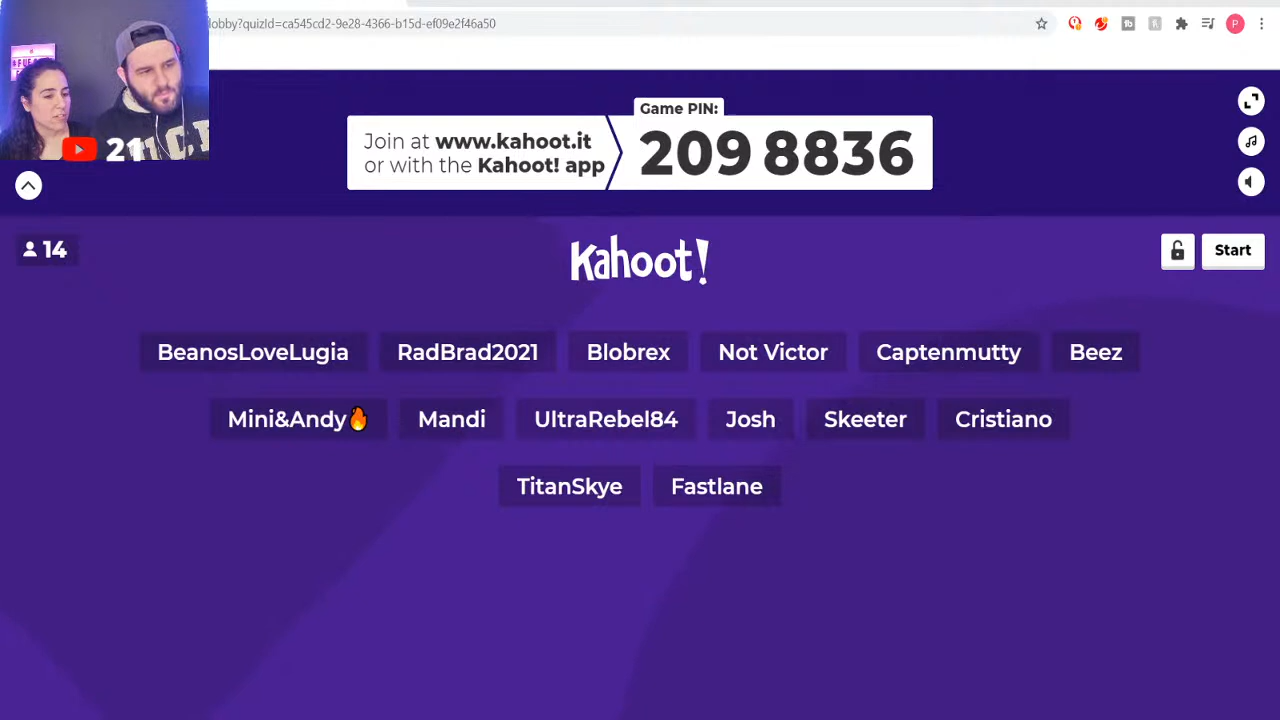 lobby?quizId=ca545cd2-9e28-4366-b15d-ef09e2f46a50
Game PIN:
Join at www.kahoot.it
or with the Kahoot! app
209 8836
21
14
Kahoot!
Start
BeanosLoveLugia RadBrad2021 Blobrex Not Victor Captenmutty Beez
Mini&Andy🔥 Mandi UltraRebel84 Josh Skeeter Cristiano
TitanSkye Fastlane